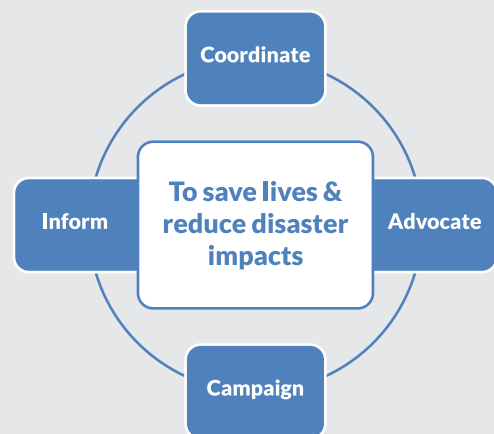 Coordinate
To save lives &
reduce disaster
impacts
Inform
Advocate
Campaign